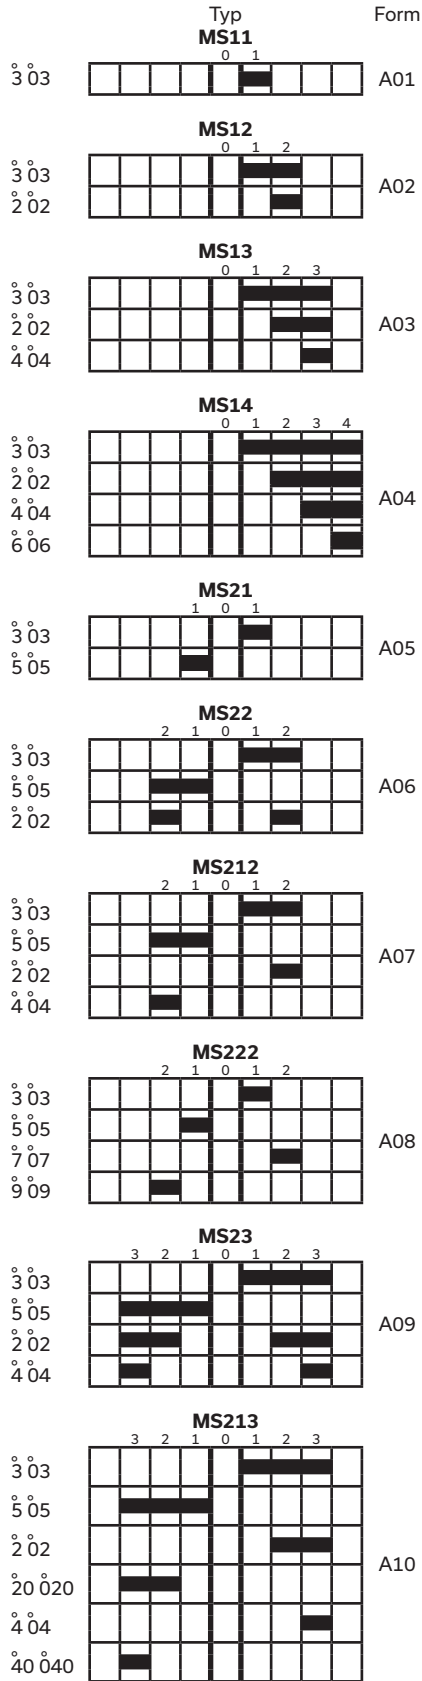 Typ Form
MS11
0 1
3 03 A01
MS12
0 1 2
3 03
A02
2 02
MS13
0 1 2 3
3 03
2 02 A03
4 04
MS14
0 1 2 3 4
3 03
2 02
A04
4 04
6 06
MS21
1 0 1
3 03
A05
5 05
MS22
2 1 0 1 2
3 03
5 05 A06
2 02
MS212
2 1 0 1 2
3 03
5 05
A07
2 02
4 04
MS222
2 1 0 1 2
3 03
5 05
A08
7 07
9 09
MS23
3 2 1 0 1 2 3
3 03
5 05
A09
2 02
4 04
MS213
3 2 1 0 1 2 3
3 03
5 05
2 02
A10
20 020
4 04
40 040